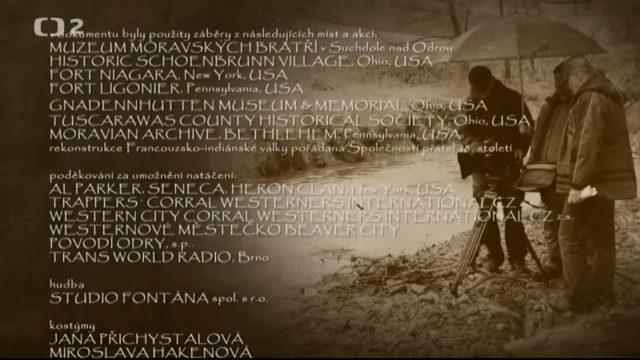 2
V dokumentu byly použity záběry z následujících míst a akcí:
MUZEUM MORAVSKÝCH BRATŘÍ v Suchdole nad Odrou
HISTORIC SCHOENBRUNN VILLAGE, Ohio, USA
FORT NIAGARA, New York, USA
FORT LIGONIER, Pennsylvania, USA
GNADENNHUTTEN MUSEUM & MEMORIAL, Ohio, USA
TUSCARAWAS COUNTY HISTORICAL SOCIETY, Ohio, USA
MORAVIAN ARCHIVE, BETHLEHEM, Pennsylvania, USA
rekonstrukce Francouzsko-indiánské války pořádaná Společností přátel století
poděkování za umožnění natáčení:
AL PARKER, SENECA, HERON CLAN, New York, USA
TRAPPERS' CORRAL WESTERNERS INTERNATIONAL CZ
WESTERN CITY CORRAL WESTERNERS INTERNATIONAL CZ z.s.
WESTERNOVÉ MĚSTEČKO BEAVER CITY
POVODÍ ODRY, s.p..
TRANS WORLD RADIO, Brno
hudba
STUDIO FONTÁNA spol. s r.o.
kostýmy
JANA PŘICHYSTALOVÁ
MIROSLAVA HAKENOVÁ